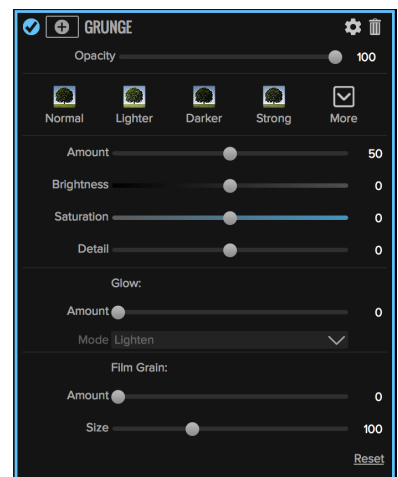 GRUNGE
Opacity 100
Normal Lighter Darker Strong More
Amount 50
Brightness 0
Saturation 0
Detail 0
Glow:
Amount 0
Mode Lighten
Film Grain:
Amount 0
Size 100
Reset